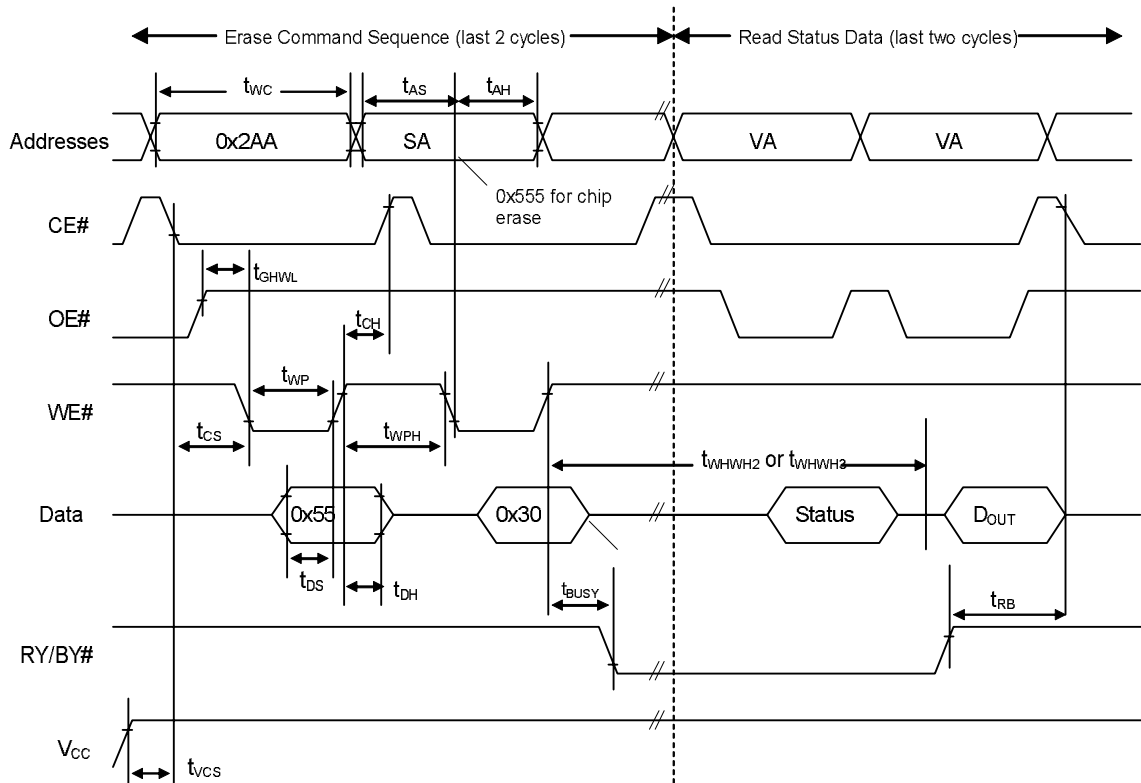 Erase Command Sequence (last 2 cycles)
Read Status Data (last two cycles)
tWC
tAS
tAH
Addresses
0x2AA
SA
VA
VA
0x555 for chip
erase
CE#
tGHWL
OE#
tCH
tWP
WE#
tCS
tWPH
tWHWH2 or tWHWH3
Data
0x55
0x30
Status
DOUT
tDS
tDH
tBUSY
tRB
RY/BY#
VCC
tVCS